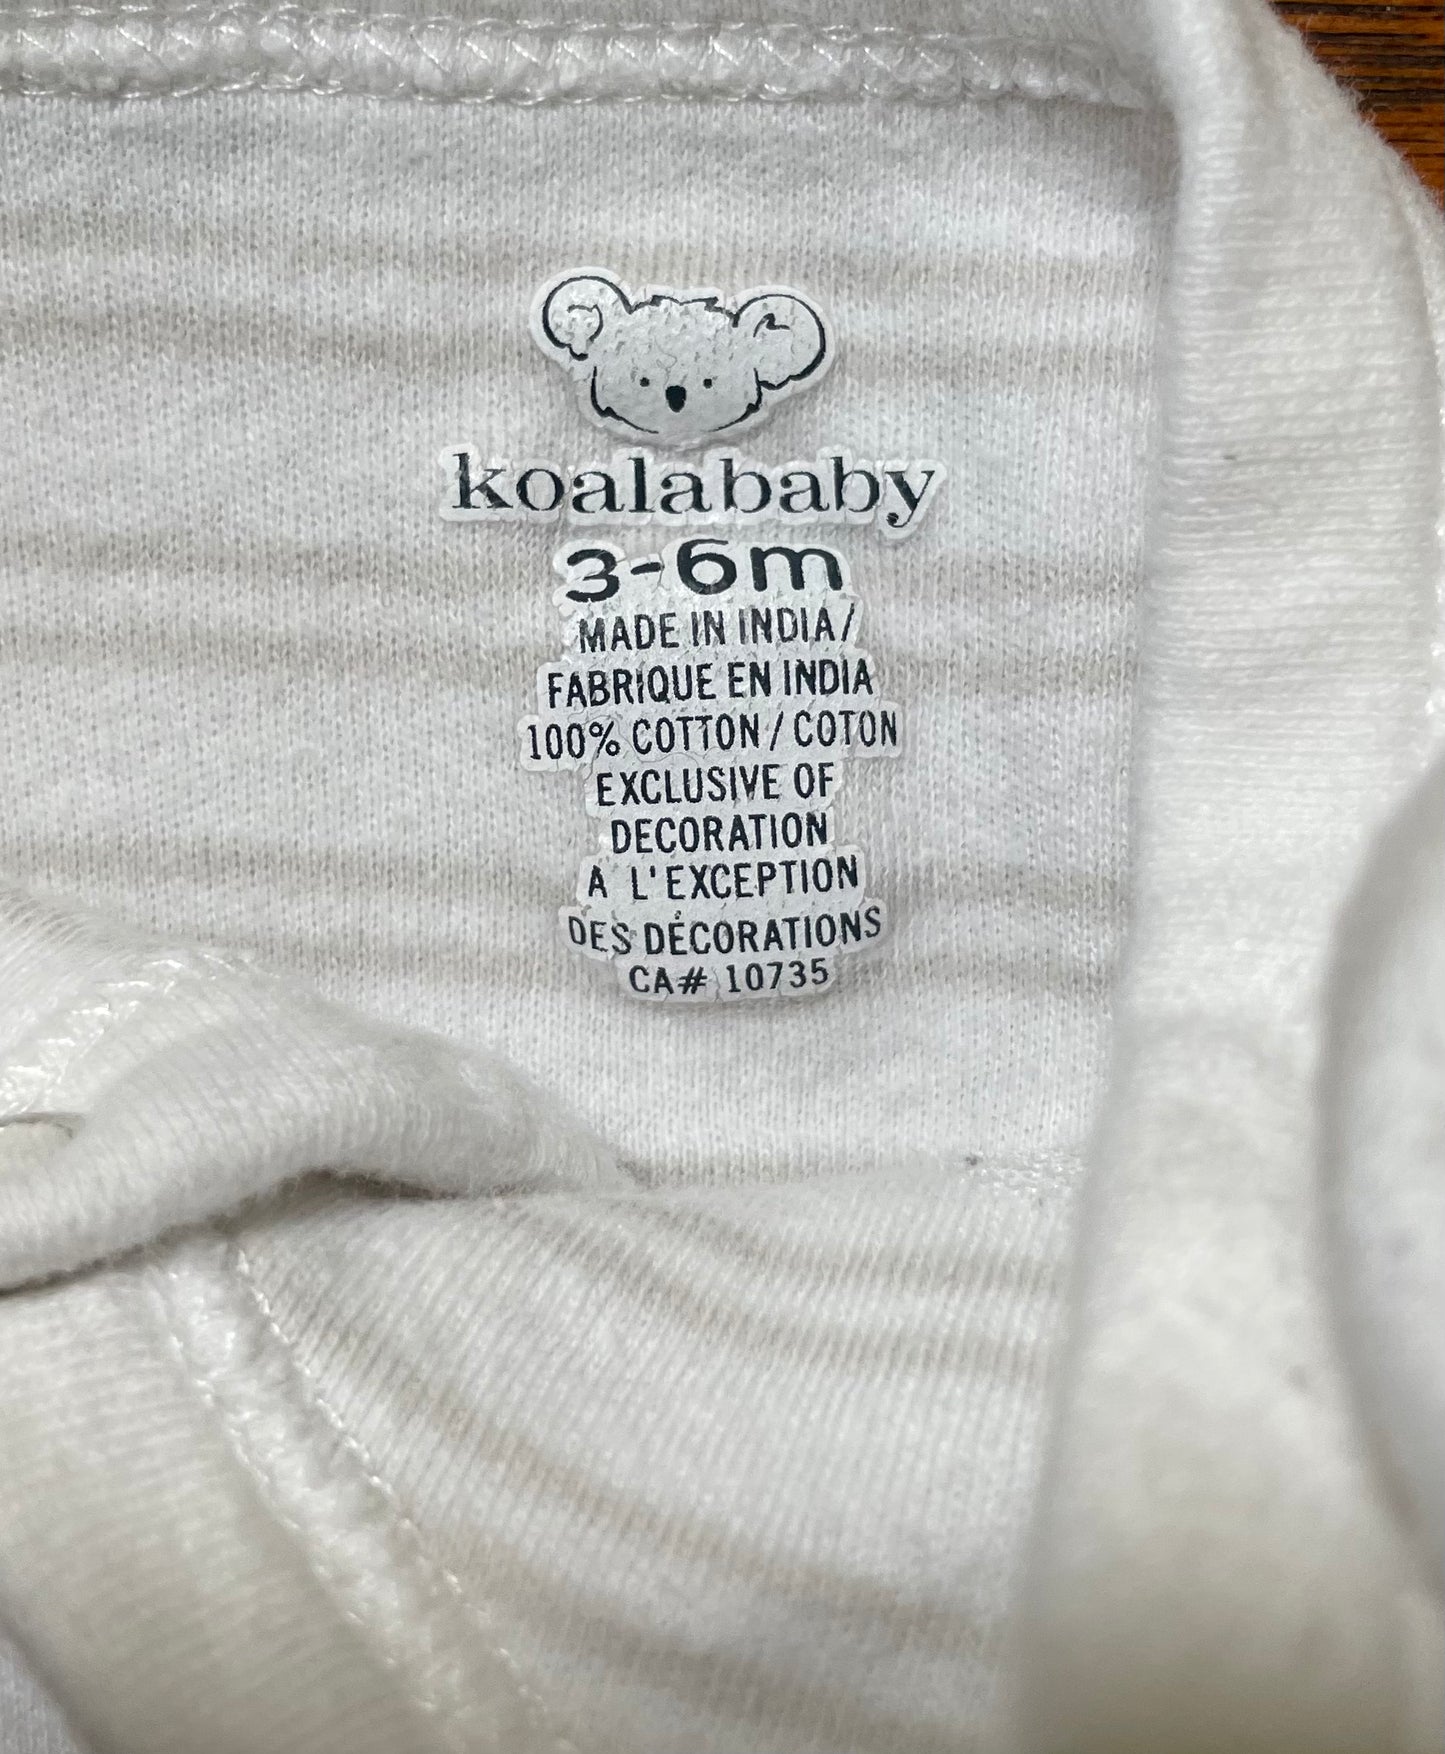 koalababy
3-6m
MADE IN INDIA/
FABRIQUE EN INDIA
100% COTTON / COTON
EXCLUSIVE OF
DECORATION
A L'EXCEPTION
DES DÉCORATIONS
CA# 10735